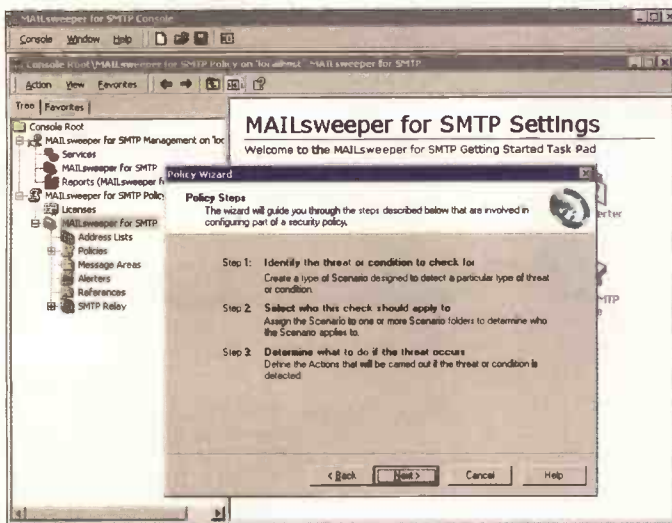 MAILsweeper for SMTP Console
Console Window Help
Console Root\MAILsweeper for SMTP Policy on "localhost"\MAILsweeper for SMTP
Action View Favorites
Tree Favorites
Console Root
MAILsweeper for SMTP Management on "loc
Services
MAILsweeper for SMTP
Reports (MAILsweeper f
MAILsweeper for SMTP Policy
Licenses
MAILsweeper for SMTP
Address Lists
Policies
Message Areas
Alerters
References
SMTP Relay
MAILsweeper for SMTP Settings
Welcome to the MAILsweeper for SMTP Getting Started Task Pad
erter
MTP
Policy Wizard
Policy Steps
The wizard will guide you through the steps described below that are involved in
configuring part of a security policy.
Step 1: Identify the threat or condition to check for
Create a type of Scenario designed to detect a particular type of threat
or condition.
Step 2: Select who this check should apply to
Assign the Scenario to one or more Scenario folders to determine who
the Scenario applies to.
Step 3: Determine what to do if the threat occurs
Define the Actions that will be carried out if the threat or condition is
detected.
< Back Next > Cancel Help